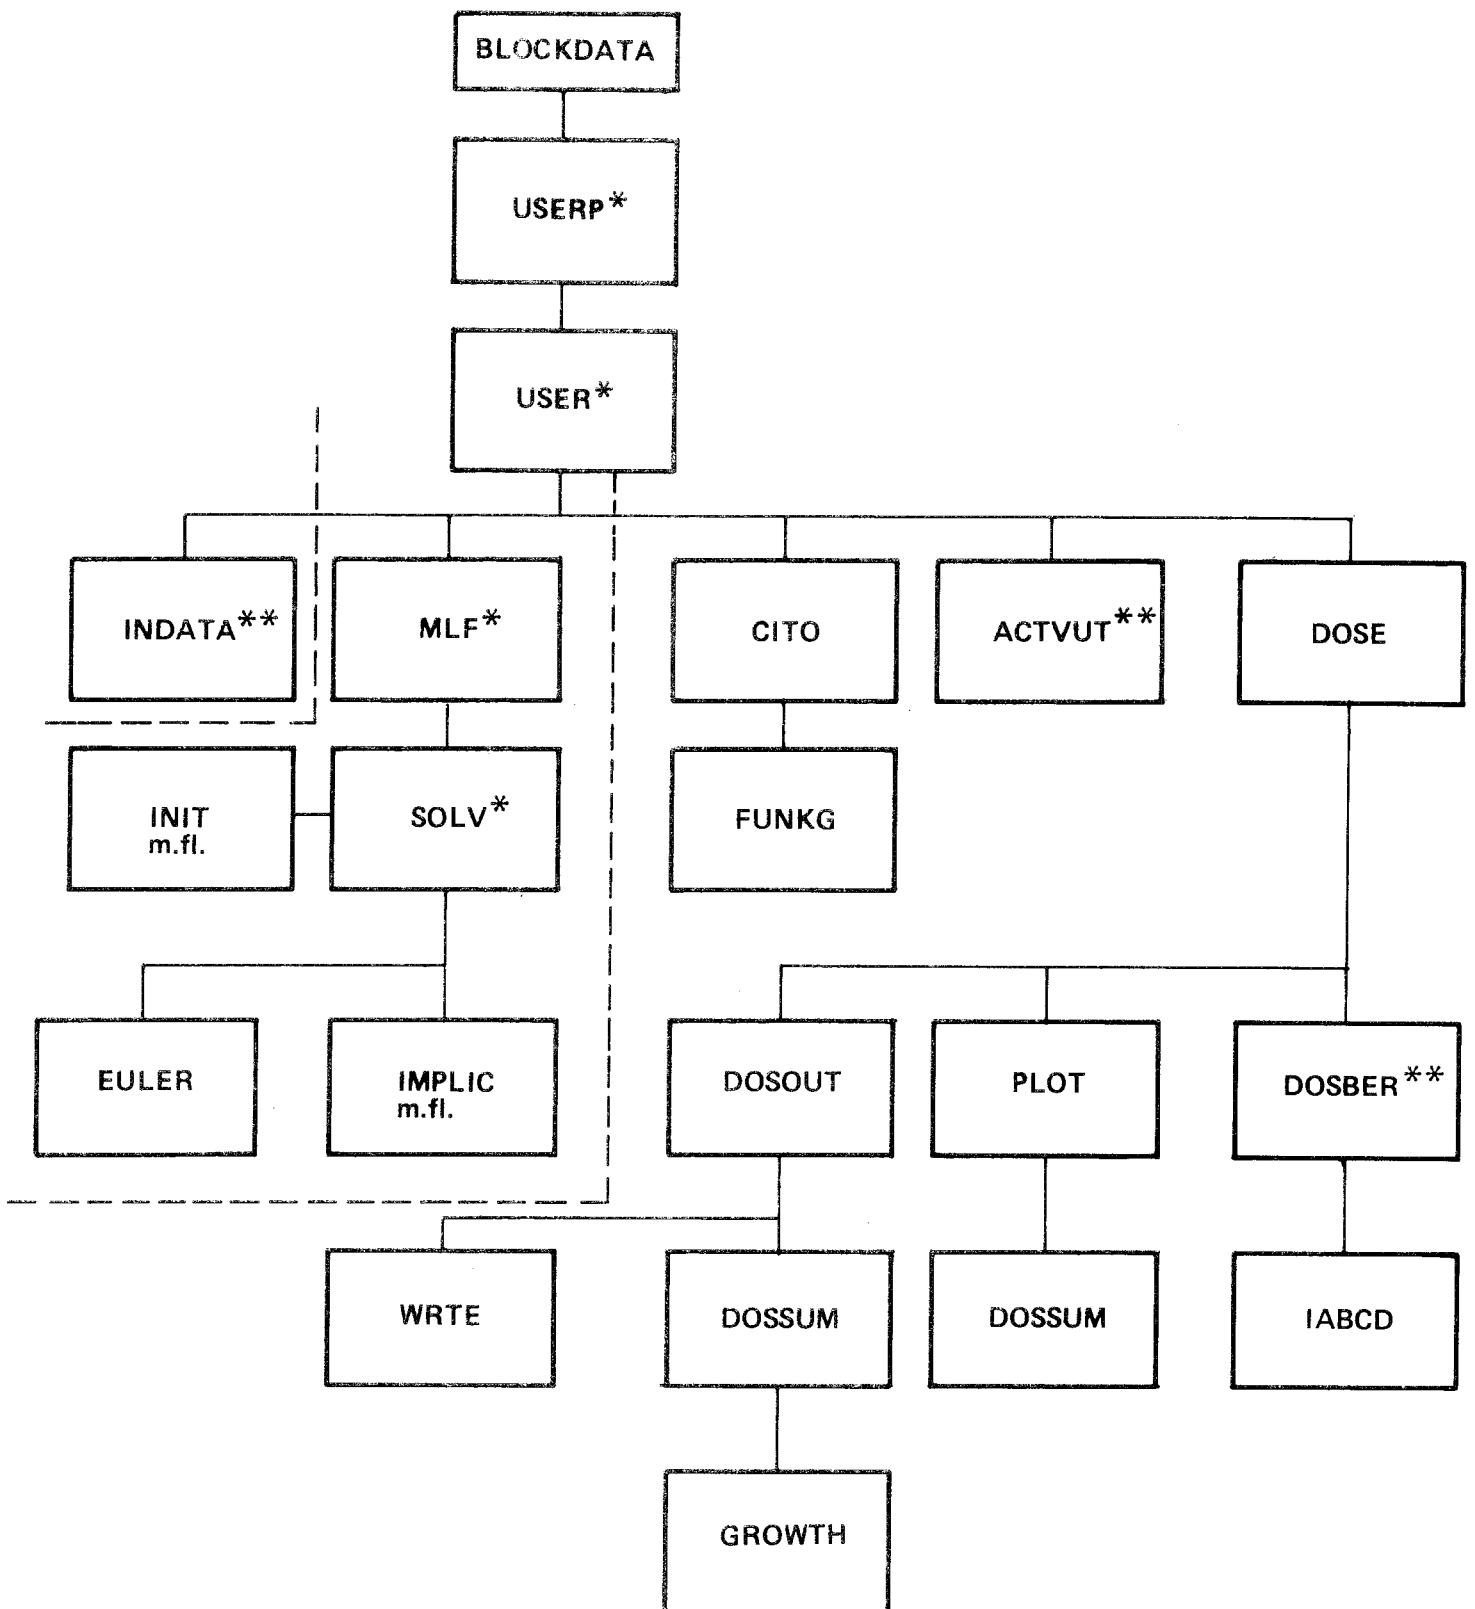 BLOCKDATA
USERP*
USER*
INDATA**
MLF*
CITO
ACTVUT**
DOSE
INIT
m.fl.
SOLV*
FUNKG
EULER
IMPLIC
m.fl.
DOSOUT
PLOT
DOSBER**
WRTE
DOSSUM
DOSSUM
IABCD
GROWTH